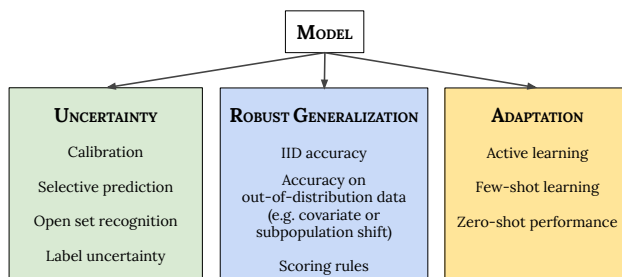 MODEL
UNCERTAINTY
Calibration
Selective prediction
Open set recognition
Label uncertainty
ROBUST GENERALIZATION
IID accuracy
Accuracy on
out-of-distribution data
(e.g. covariate or
subpopulation shift)
Scoring rules
ADAPTATION
Active learning
Few-shot learning
Zero-shot performance